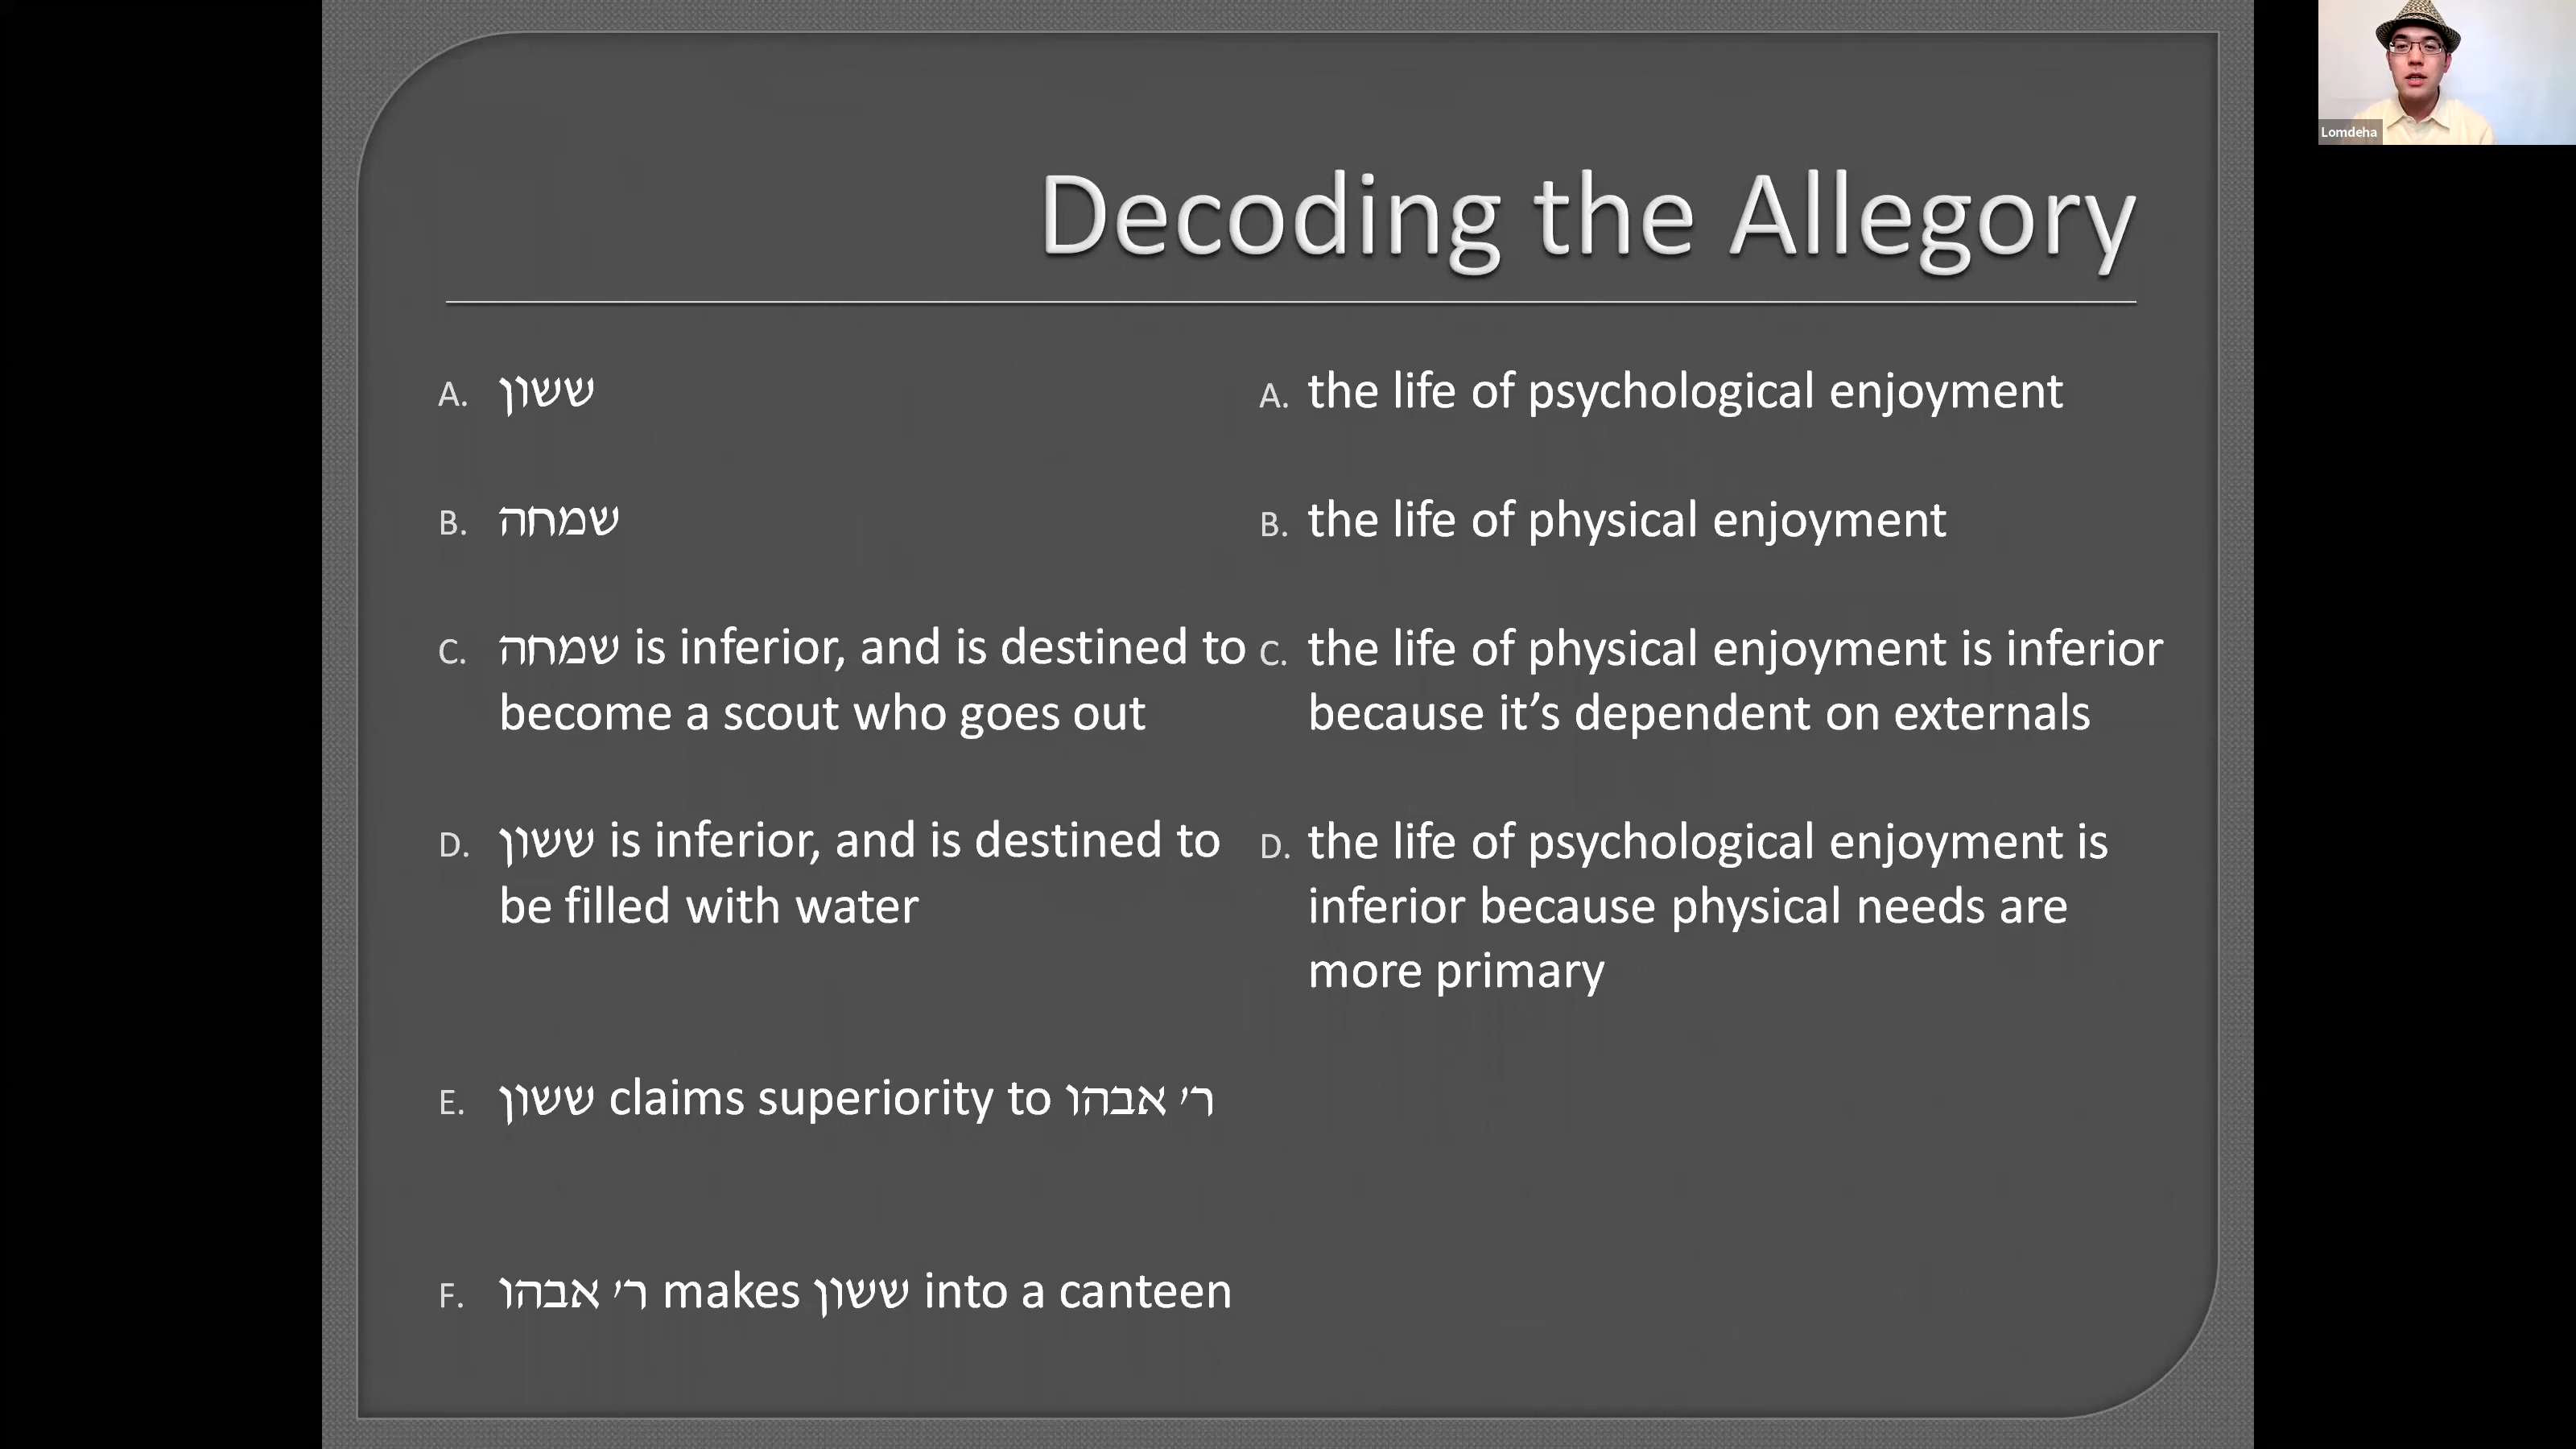 Decoding the Allegory
A. ששון
B. שמחה
C. שמחה is inferior, and is destined to
become a scout who goes out
D. ששון is inferior, and is destined to
be filled with water
E. ששון claims superiority to ר׳ אבהו
F. ר׳ אבהו makes ששון into a canteen
A. the life of psychological enjoyment
B. the life of physical enjoyment
C. the life of physical enjoyment is inferior
because it’s dependent on externals
D. the life of psychological enjoyment is
inferior because physical needs are
more primary
Lomdeha